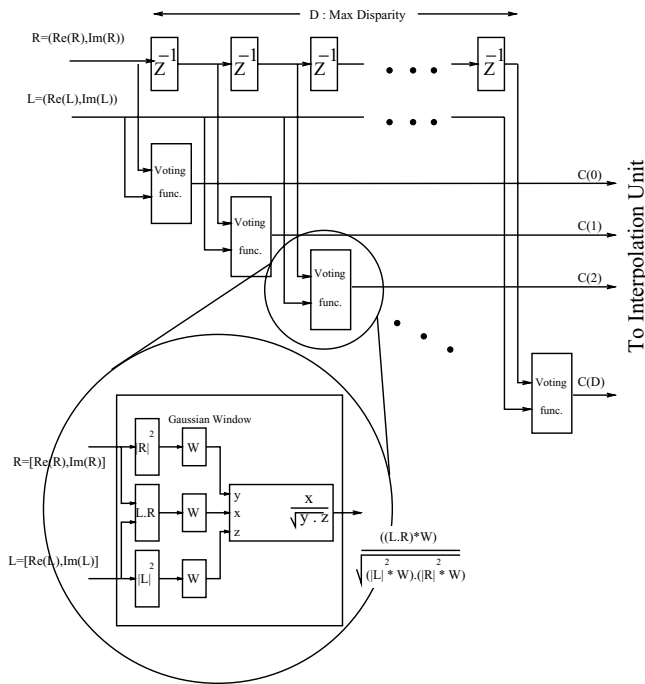 D : Max Disparity
R=(Re(R),Im(R))
Z^-1 Z^-1 Z^-1 Z^-1
L=(Re(L),Im(L))
Voting func.
C(0)
Voting func.
C(1)
Voting func.
C(2)
Voting func.
C(D)
To Interpolation Unit
Gaussian Window
R=[Re(R),Im(R)]
|R|^2 W
L.R W
|L|^2 W
L=[Re(L),Im(L)]
y
x
z
x
√y . z
((L.R)*W)
√(|L|^2 * W).(|R|^2 * W)